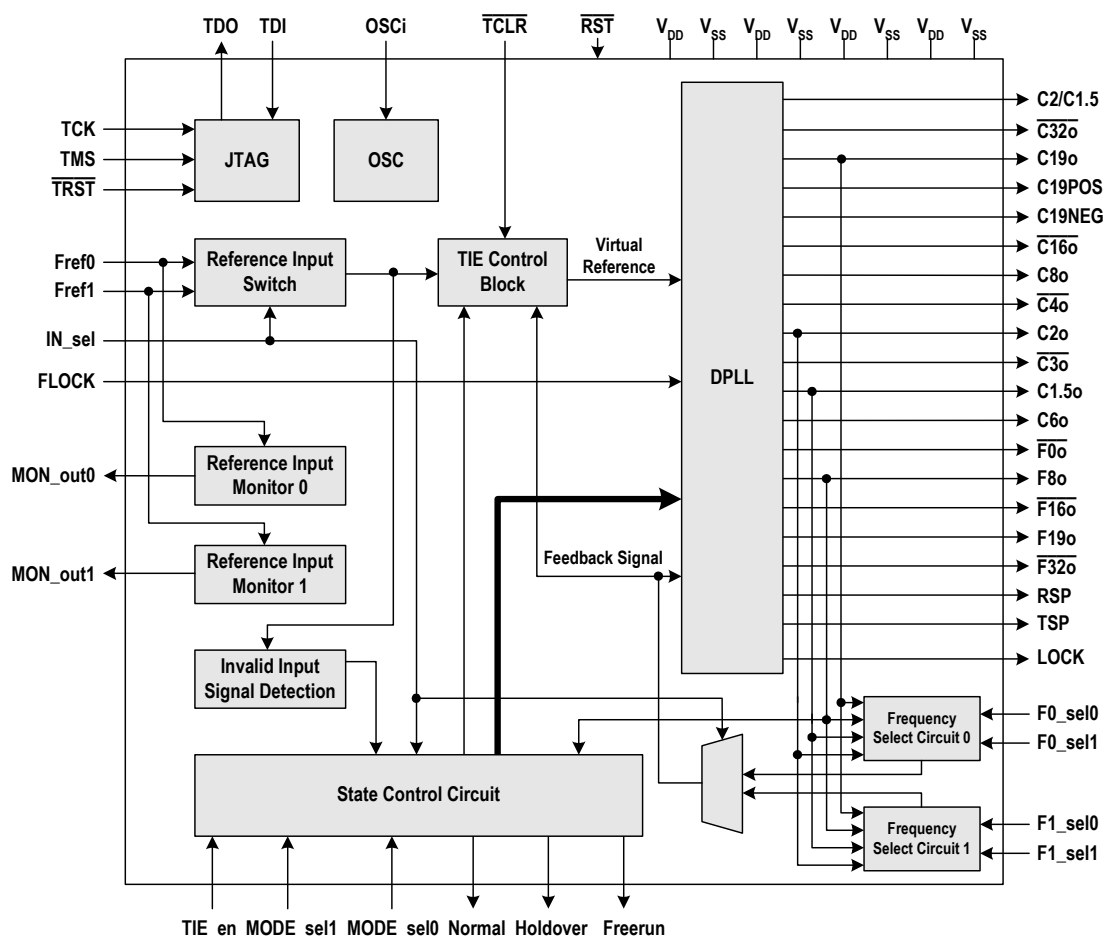 TDO TDI OSCi TCLR RST VDD VSS VDD VSS VDD VSS VDD VSS
TCK
TMS
TRST
JTAG
OSC
Fref0
Fref1
IN_sel
FLOCK
Reference Input
Switch
TIE Control
Block
Virtual
Reference
DPLL
MON_out0
Reference Input
Monitor 0
MON_out1
Reference Input
Monitor 1
Feedback Signal
Invalid Input
Signal Detection
State Control Circuit
C2/C1.5
C32o
C19o
C19POS
C19NEG
C16o
C8o
C4o
C2o
C3o
C1.5o
C6o
F0o
F8o
F16o
F19o
F32o
RSP
TSP
LOCK
Frequency
Select Circuit 0
F0_sel0
F0_sel1
Frequency
Select Circuit 1
F1_sel0
F1_sel1
TIE_en MODE_sel1 MODE_sel0 Normal Holdover Freerun